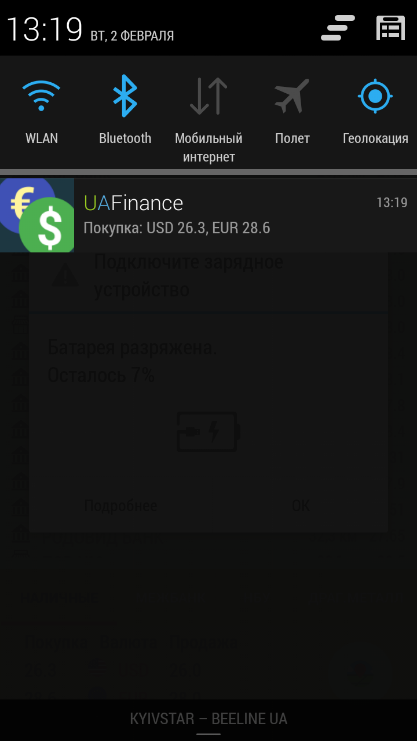 13:19 ВТ, 2 ФЕВРАЛЯ
WLAN
Bluetooth
Мобильный
интернет
Полет
Геолокация
UAFinance 13:19
Покупка: USD 26.3, EUR 28.6
Подключите зарядное
устройство
Батарея разряжена.
Осталось 7%
Подробнее OK
KYIVSTAR – BEELINE UA